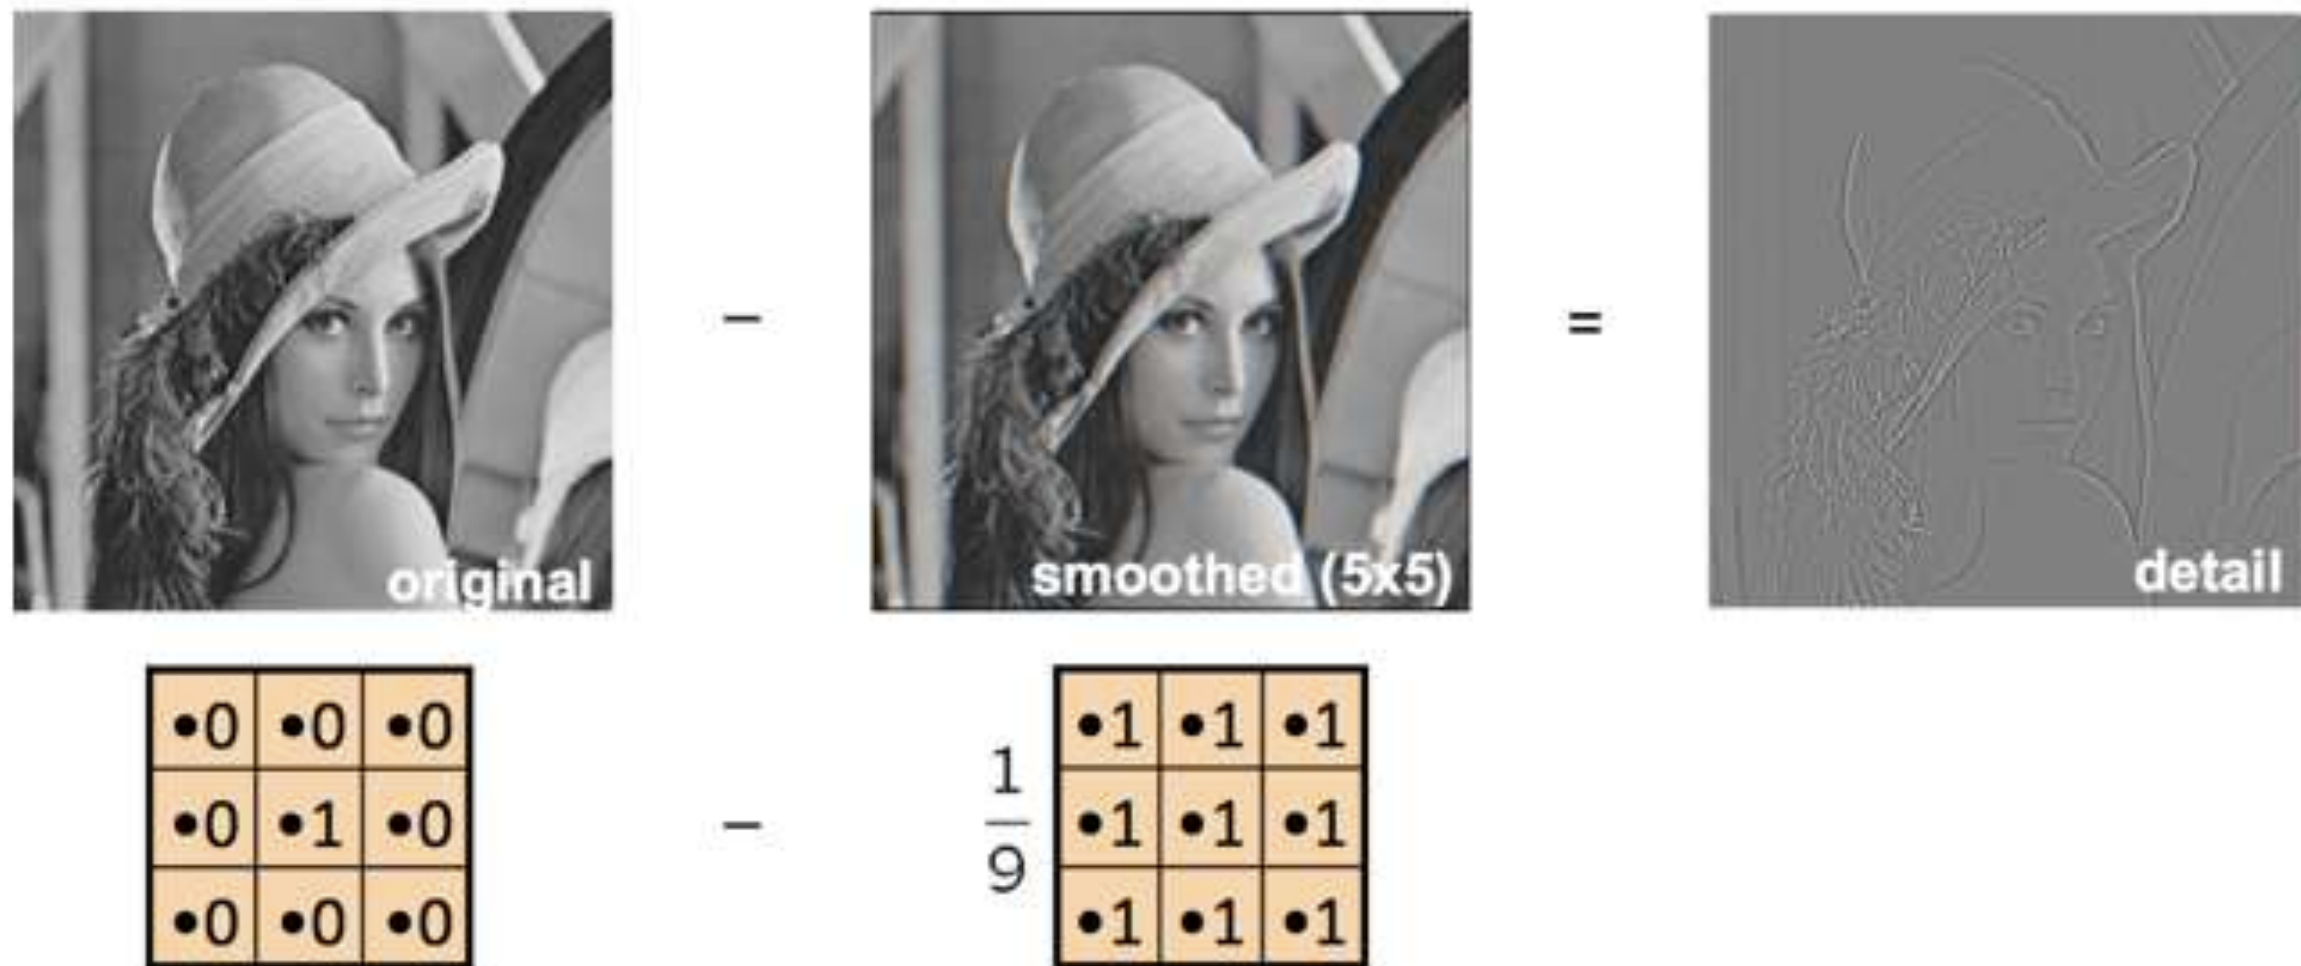 original
–
smoothed (5x5)
=
detail
•0 •0 •0
•0 •1 •0
•0 •0 •0
–
1
9
•1 •1 •1
•1 •1 •1
•1 •1 •1